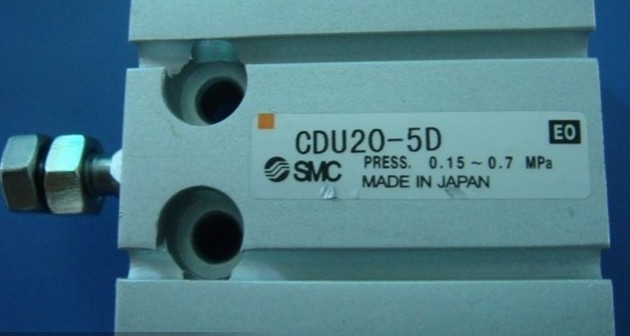 CDU20-5D
EO
SMC PRESS. 0.15~0.7 MPa
MADE IN JAPAN